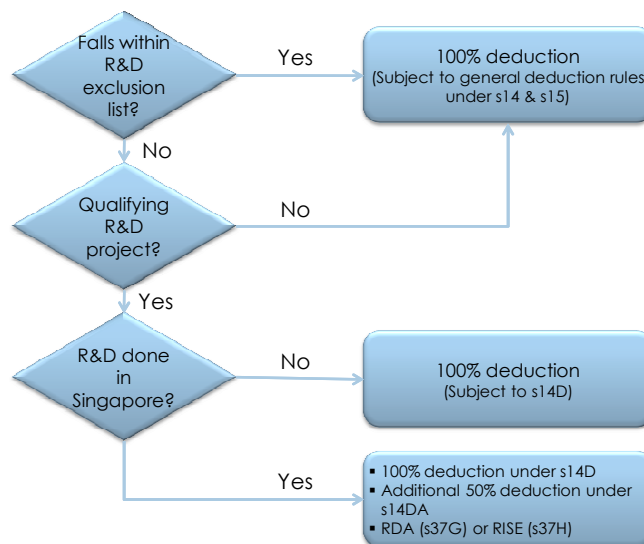 Falls within
R&D
exclusion
list?
Yes
100% deduction
(Subject to general deduction rules
under s14 & s15)
No
Qualifying
R&D
project?
No
Yes
R&D done
in
Singapore?
No
100% deduction
(Subject to s14D)
Yes
▪ 100% deduction under s14D
▪ Additional 50% deduction under
s14DA
▪ RDA (s37G) or RISE (s37H)